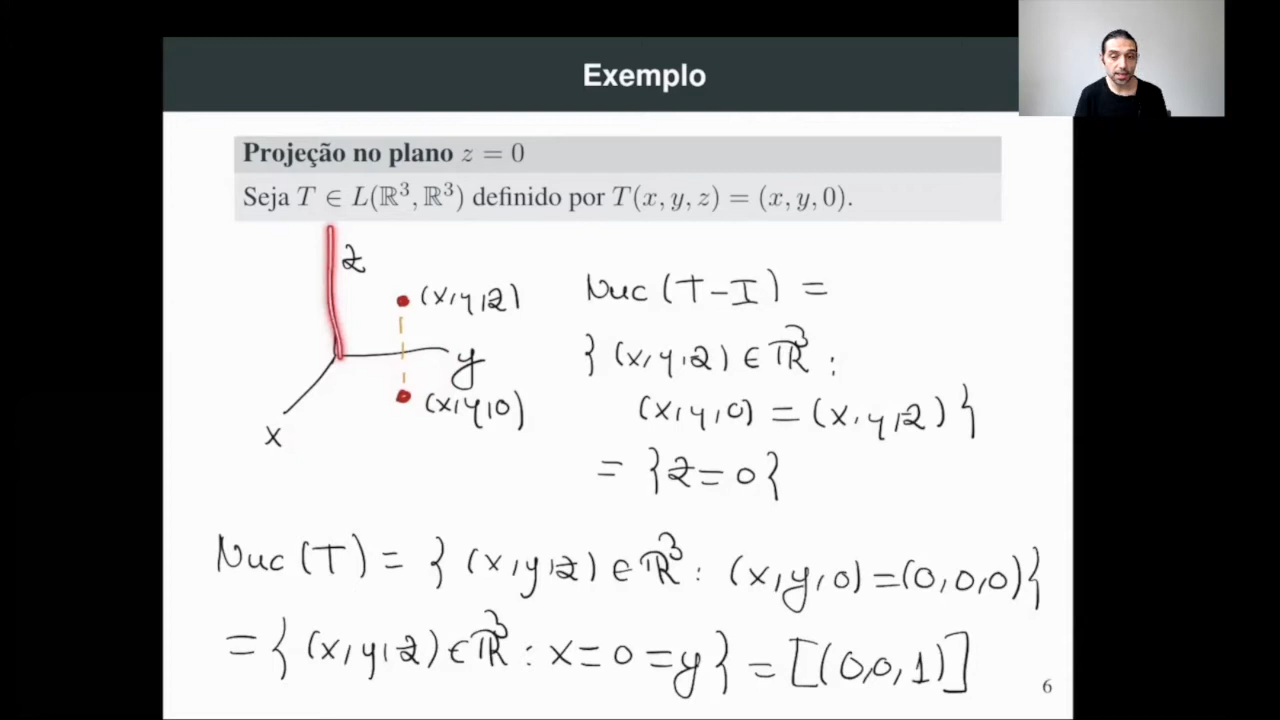 Exemplo
Projeção no plano z = 0
Seja T ∈ L(ℝ³, ℝ³) definido por T(x, y, z) = (x, y, 0).
z
(x,y,z)
y
(x,y,0)
x
Nuc (T-I) =
{ (x,y,z) ∈ ℝ³ :
(x,y,0) = (x,y,z) }
= {z=0}
Nuc (T) = { (x,y,z) ∈ ℝ³ : (x,y,0) = (0,0,0) }
= { (x,y,z) ∈ ℝ³ : x=0=y } = [(0,0,1)]
6